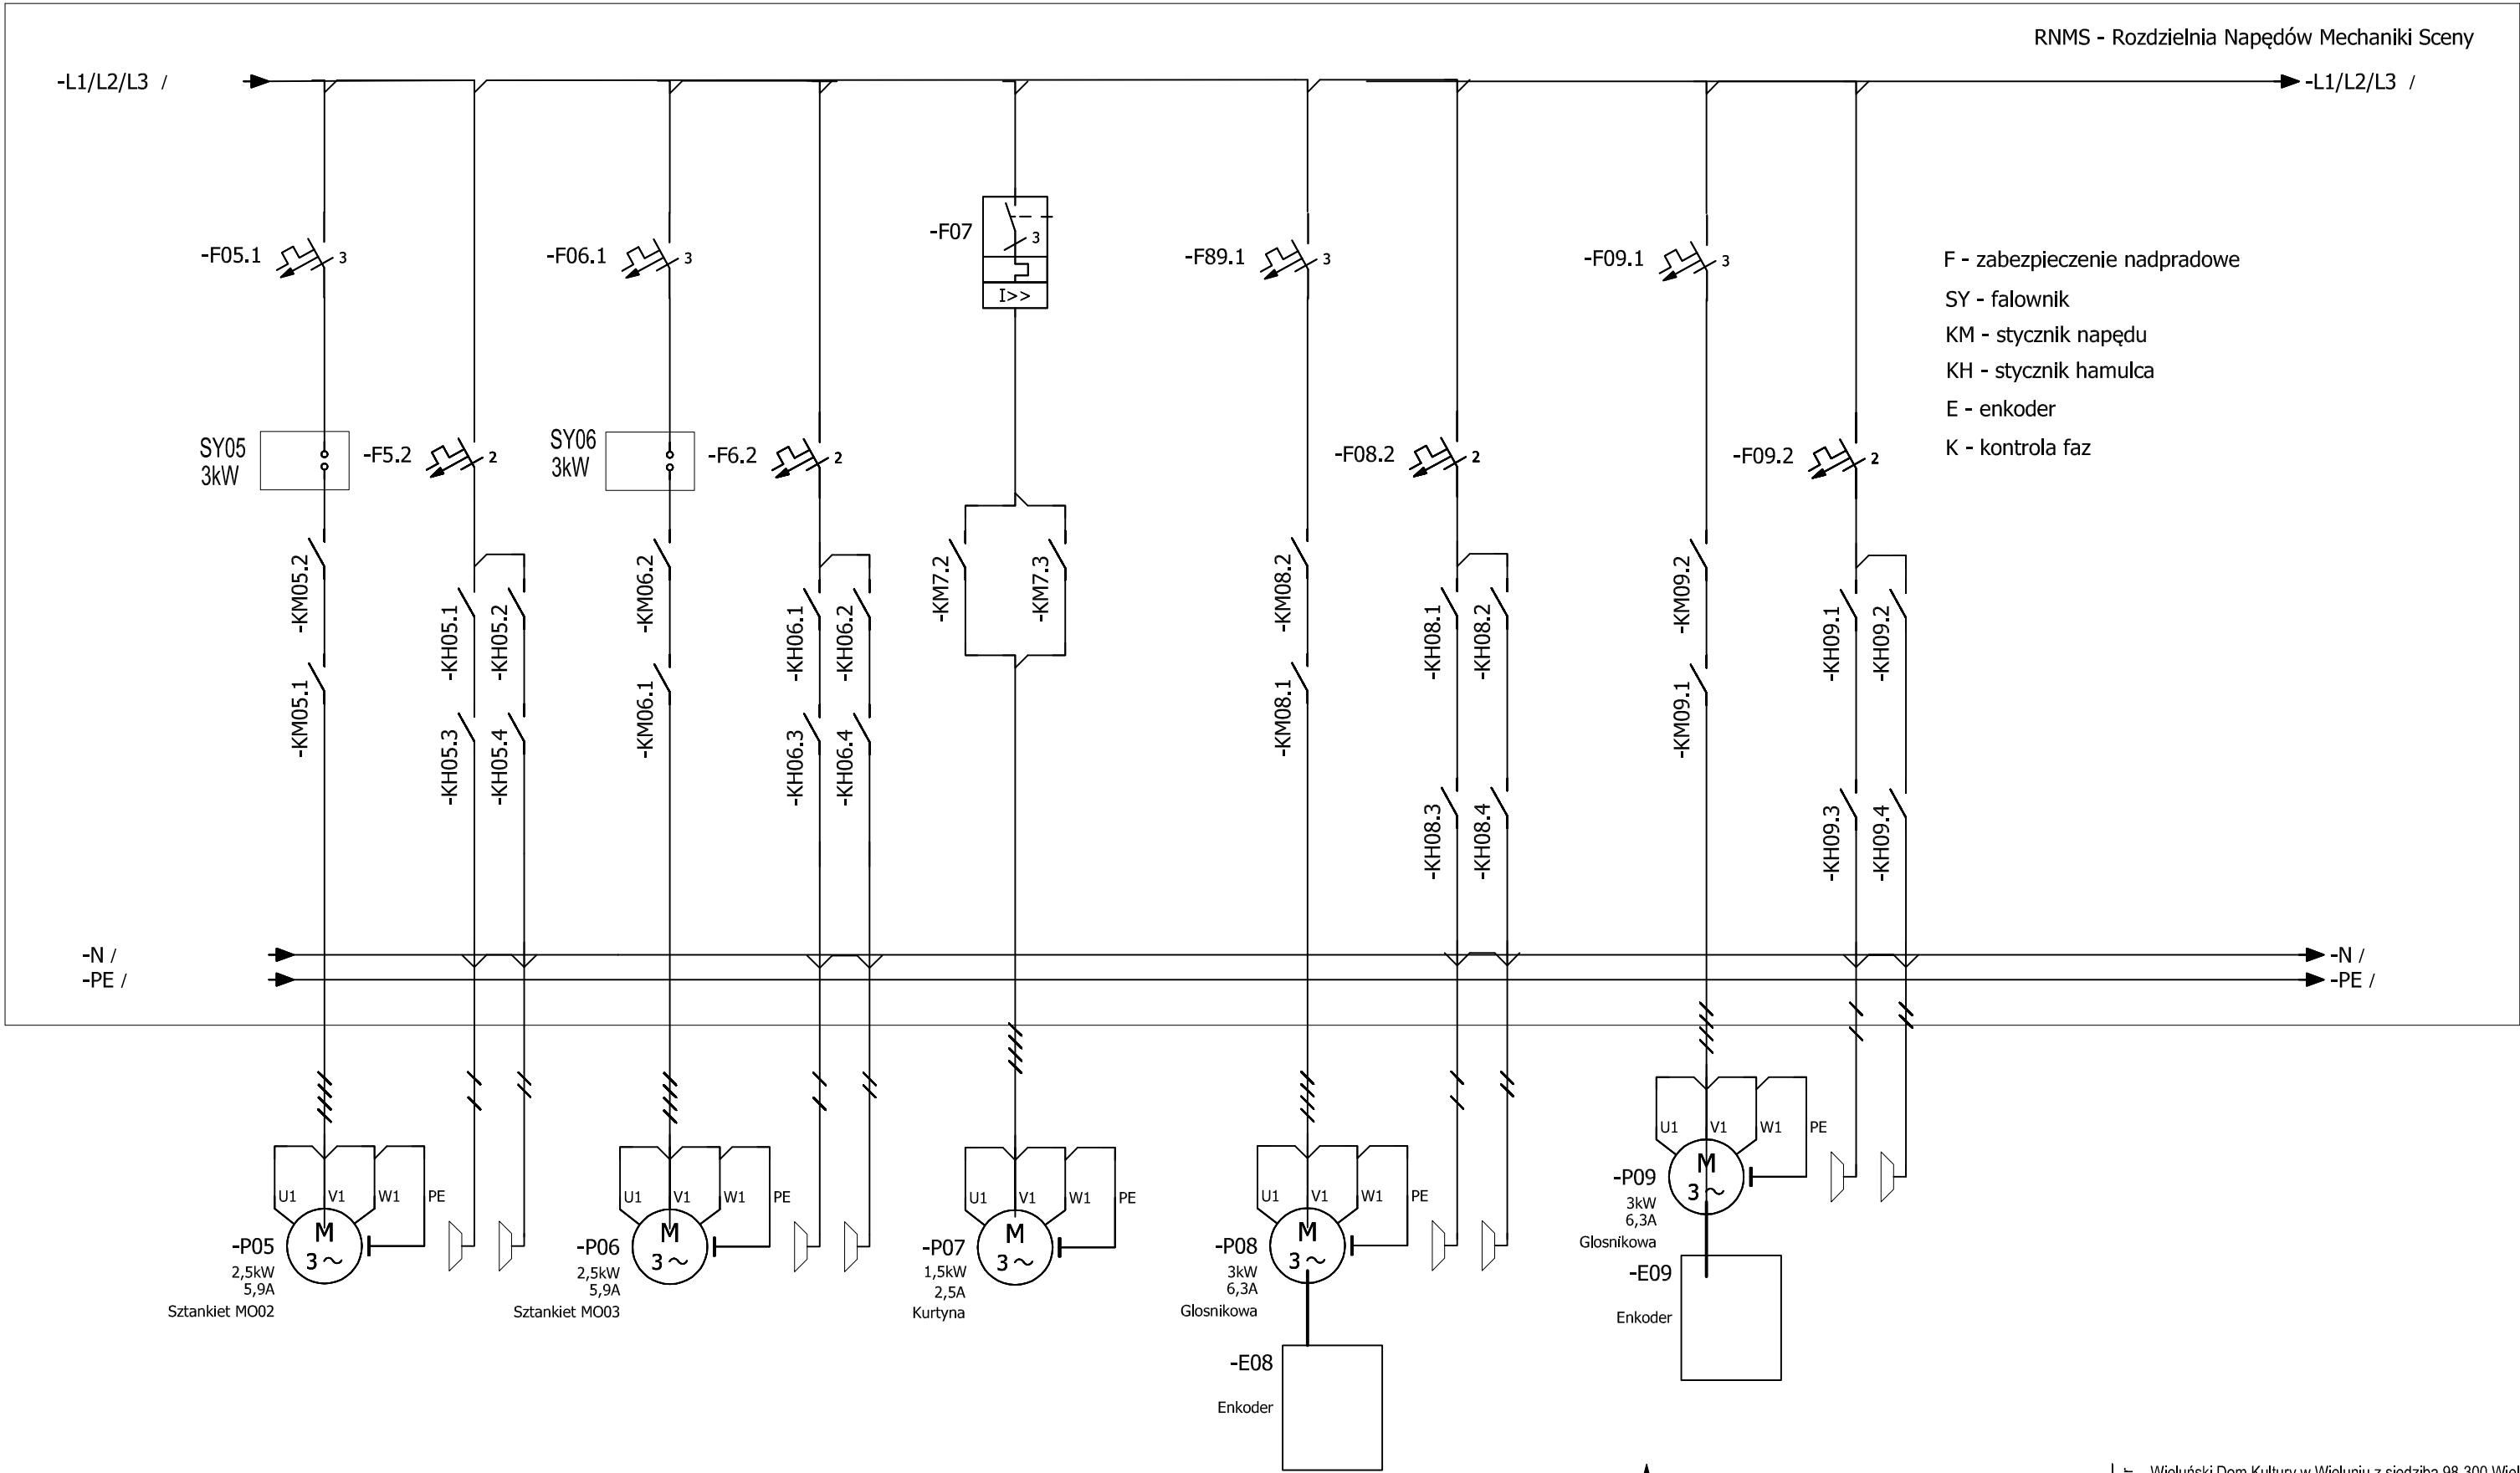 RNMS - Rozdzielnia Napędów Mechaniki Sceny
-L1/L2/L3 /
-L1/L2/L3 /
-F05.1
3
-F06.1
3
-F07
3
I>>
-F89.1
3
-F09.1
3
F - zabezpieczenie nadpradowe
SY - falownik
KM - stycznik napędu
KH - stycznik hamulca
E - enkoder
K - kontrola faz
SY05
3kW
-F5.2
2
SY06
3kW
-F6.2
2
-F08.2
2
-F09.2
2
-KM05.2
-KM05.1
-KH05.1
-KH05.2
-KH05.3
-KH05.4
-KM06.2
-KM06.1
-KH06.1
-KH06.2
-KH06.3
-KH06.4
-KM7.2
-KM7.3
-KM08.2
-KM08.1
-KH08.1
-KH08.2
-KH08.3
-KH08.4
-KM09.2
-KM09.1
-KH09.1
-KH09.2
-KH09.3
-KH09.4
-N /
-N /
-PE /
-PE /
U1 V1 W1 PE
M
3 ~
-P05
2,5kW
5,9A
Sztankiet MO02
U1 V1 W1 PE
M
3 ~
-P06
2,5kW
5,9A
Sztankiet MO03
U1 V1 W1 PE
M
3 ~
-P07
1,5kW
2,5A
Kurtyna
U1 V1 W1 PE
M
3 ~
-P08
3kW
6,3A
Glosnikowa
-E08
Enkoder
U1 V1 W1 PE
M
3 ~
-P09
3kW
6,3A
Glosnikowa
-E09
Enkoder
Wieluński Dom Kultury w Wieluniu z siedzibą 98-300